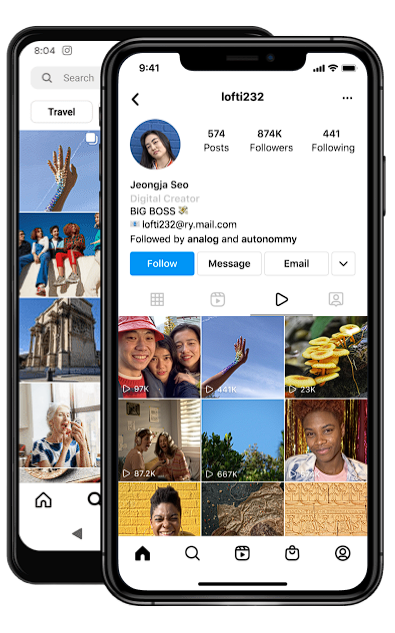 8:04
Search
Travel
9:41
lofti232
574
874K
441
Posts
Followers
Following
Jeongja Seo
Digital Creator
BIG BOSS 💸
📧 lofti232@ry.mail.com
Followed by analog and autonommy
Follow
Message
Email
97K
441K
23K
87.2K
667K